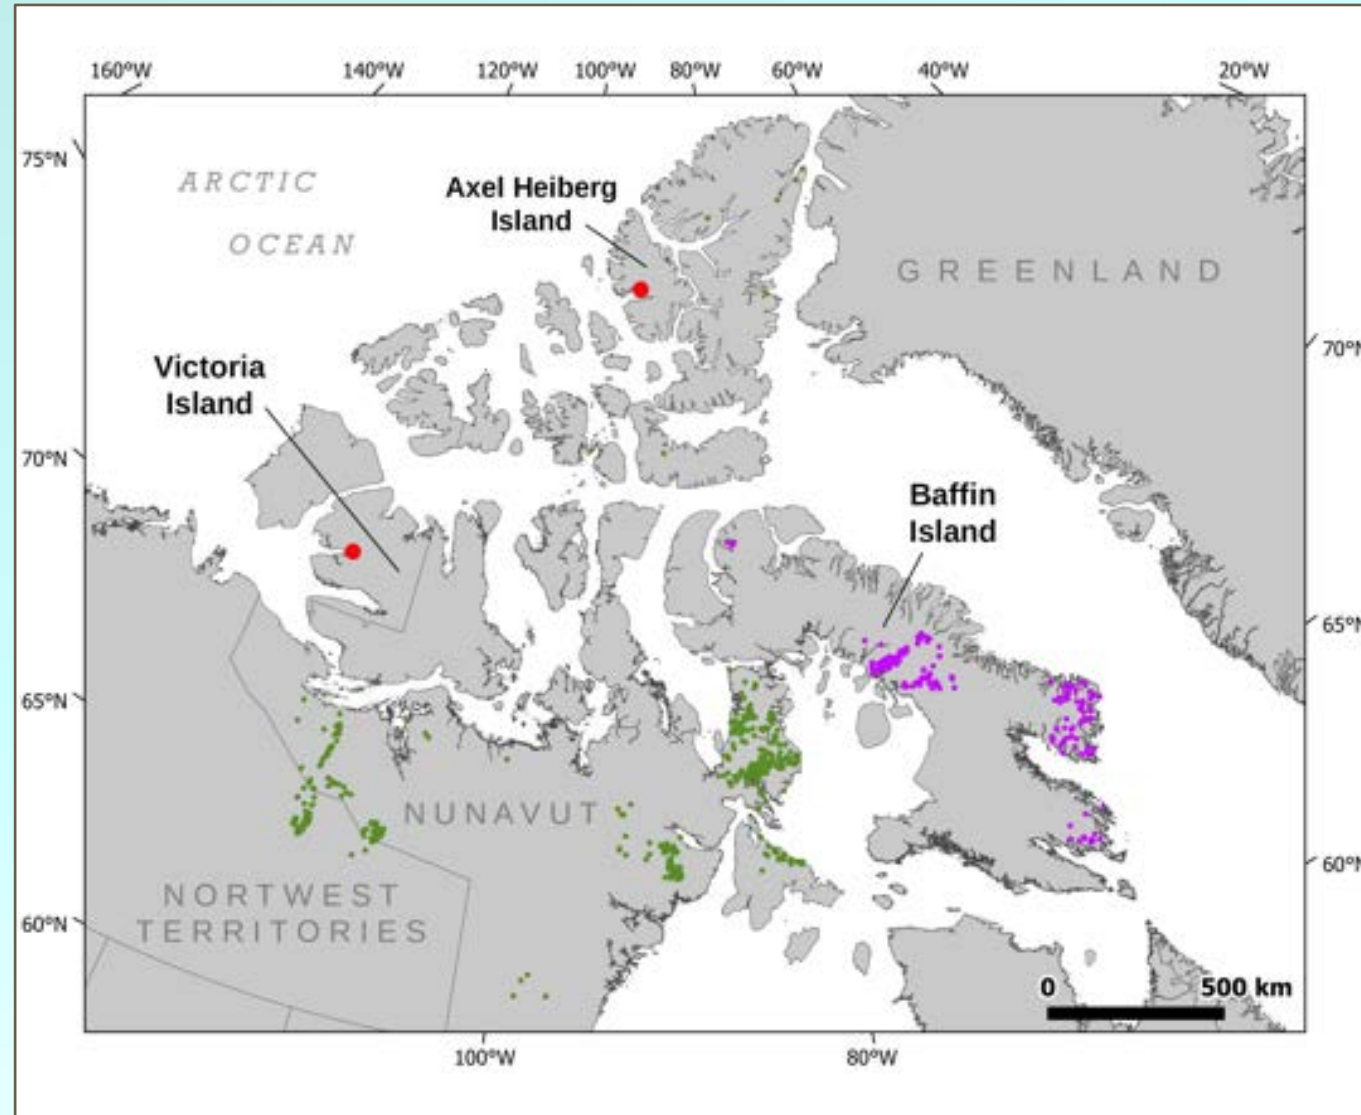 160°W 140°W 120°W 100°W 80°W 60°W 40°W 20°W
75°N
ARCTIC
OCEAN
Axel Heiberg
Island
GREENLAND
70°N
Victoria
Island
70°N
Baffin
Island
65°N
65°N
NUNAVUT
60°N
NORTWEST
TERRITORIES
60°N
0 500 km
100°W 80°W